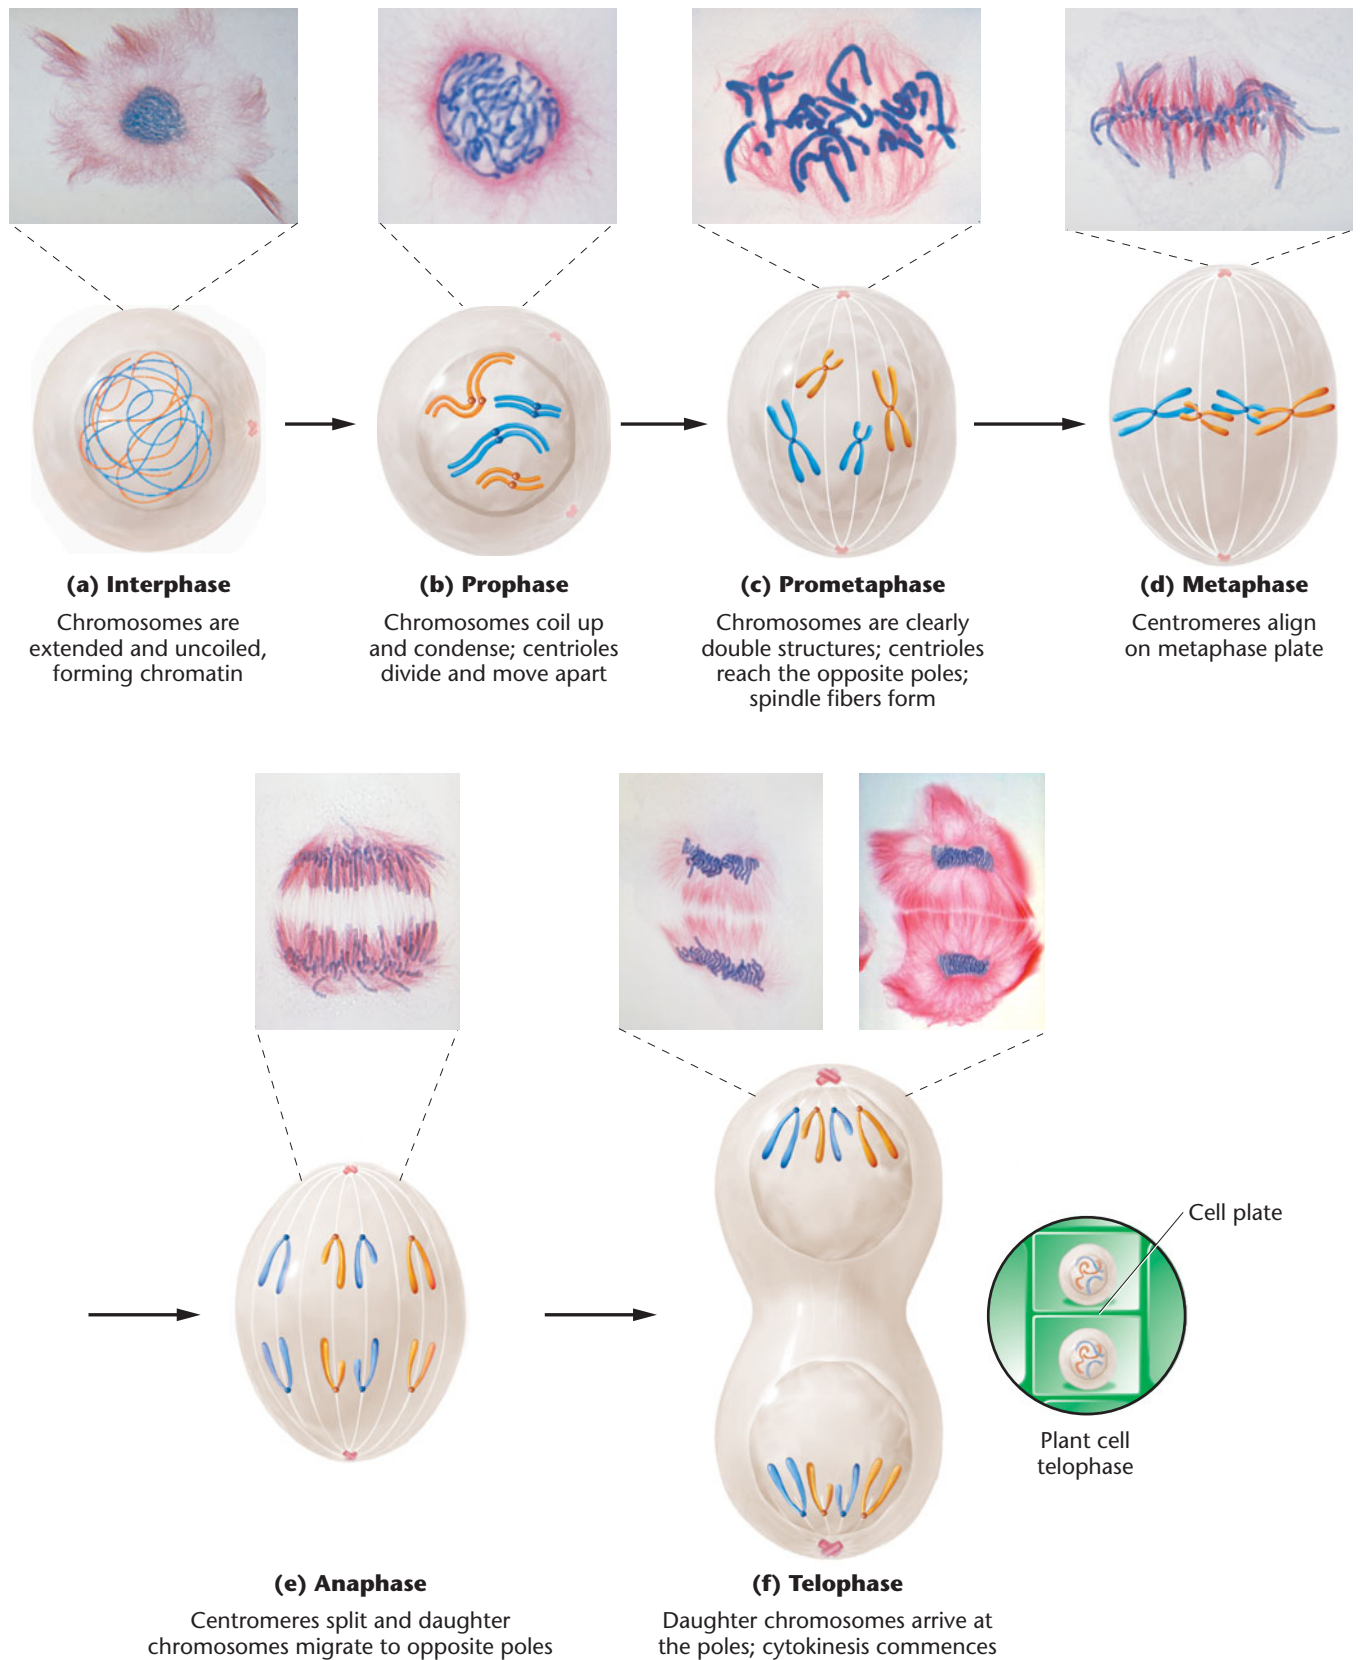 (a) Interphase
Chromosomes are
extended and uncoiled,
forming chromatin
(b) Prophase
Chromosomes coil up
and condense; centrioles
divide and move apart
(c) Prometaphase
Chromosomes are clearly
double structures; centrioles
reach the opposite poles;
spindle fibers form
(d) Metaphase
Centromeres align
on metaphase plate
Cell plate
Plant cell
telophase
(e) Anaphase
Centromeres split and daughter
chromosomes migrate to opposite poles
(f) Telophase
Daughter chromosomes arrive at
the poles; cytokinesis commences